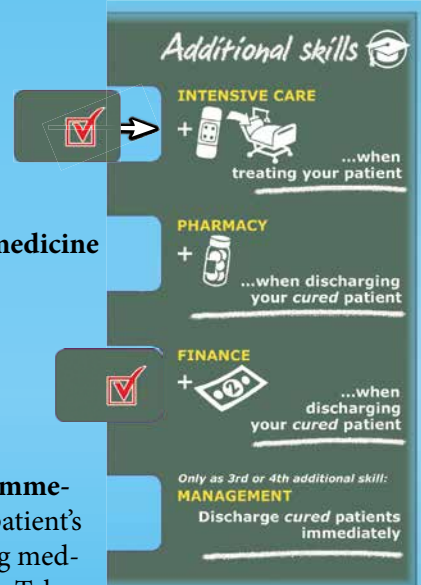 Additional skills
INTENSIVE CARE
+
...when
treating your patient
medicine
PHARMACY
+
...when discharging
your cured patient
FINANCE
+
2
...when
discharging
your cured patient
Only as 3rd or 4th additional skill:
MANAGEMENT
Discharge cured patients
immediately
mme-
patient's
g med-